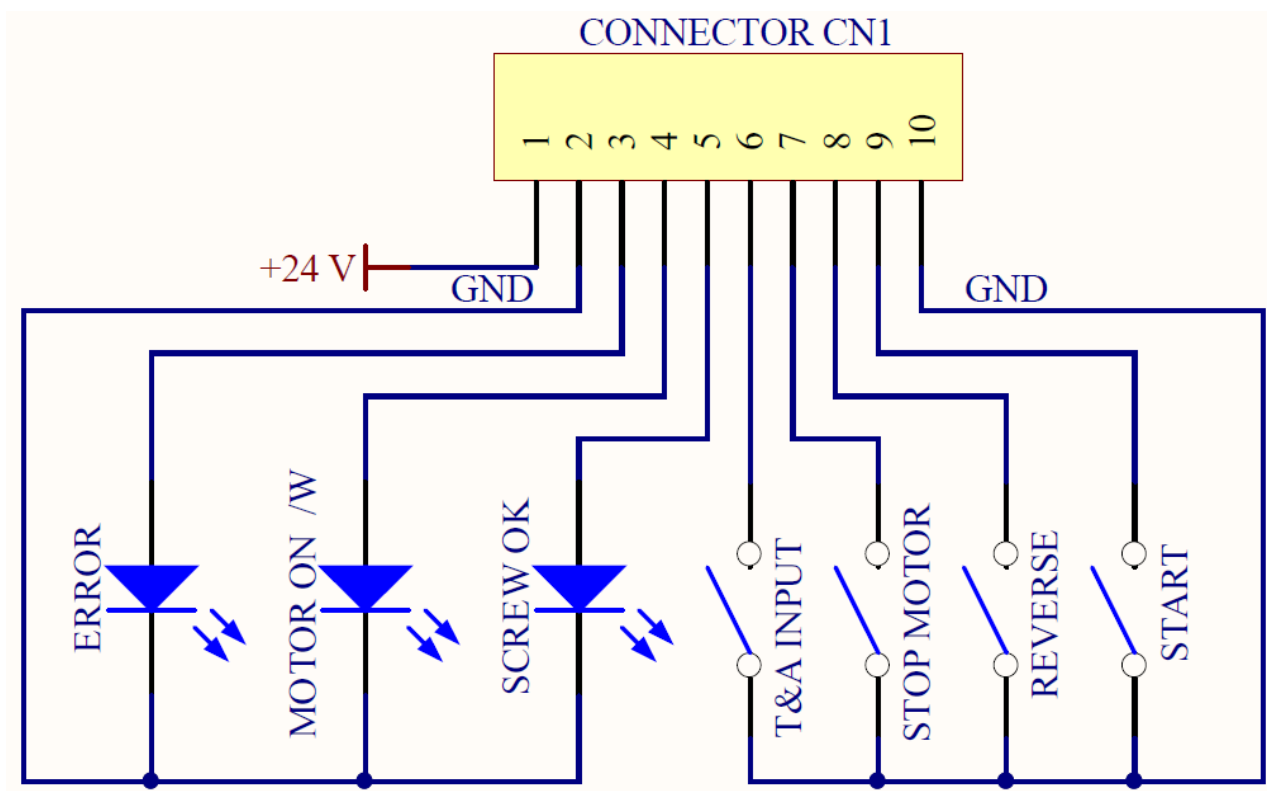 CONNECTOR CN1
1
2
3
4
5
6
7
8
9
10
+24 V
GND
GND
ERROR
MOTOR ON /W
SCREW OK
T&A INPUT
STOP MOTOR
REVERSE
START